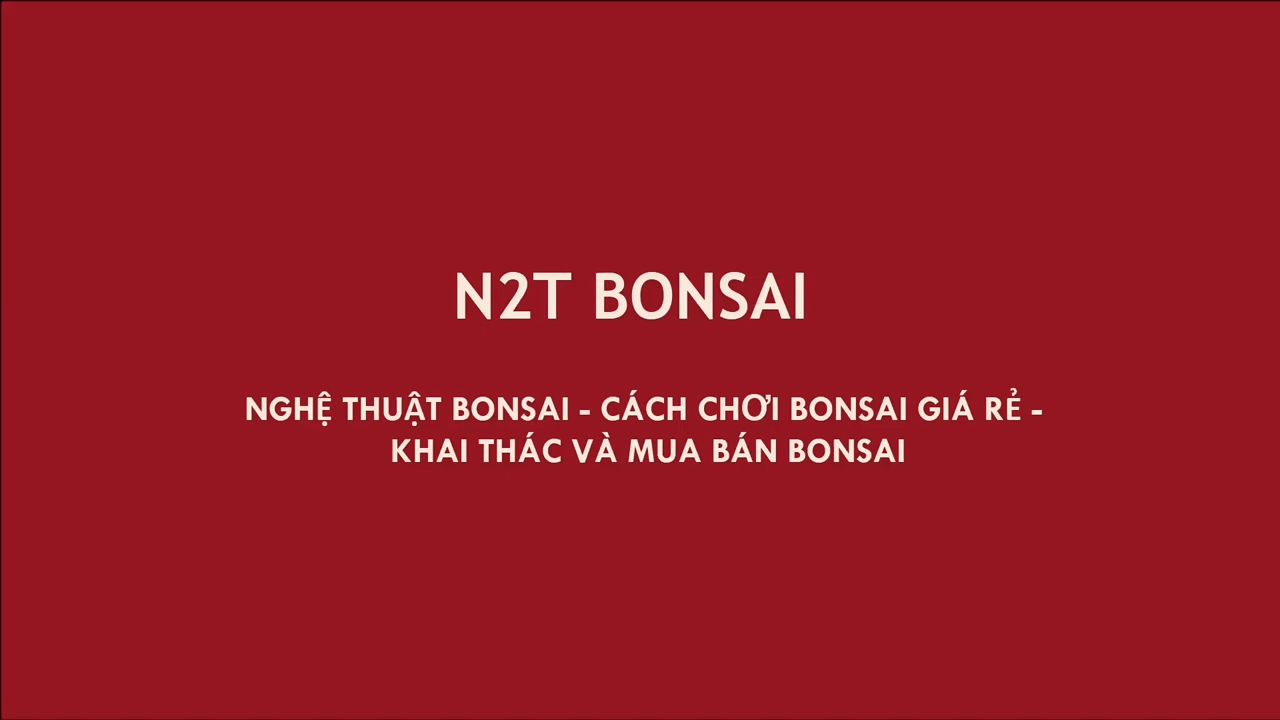 N2T BONSAI
NGHỆ THUẬT BONSAI - CÁCH CHƠI BONSAI GIÁ RẺ -
KHAI THÁC VÀ MUA BÁN BONSAI